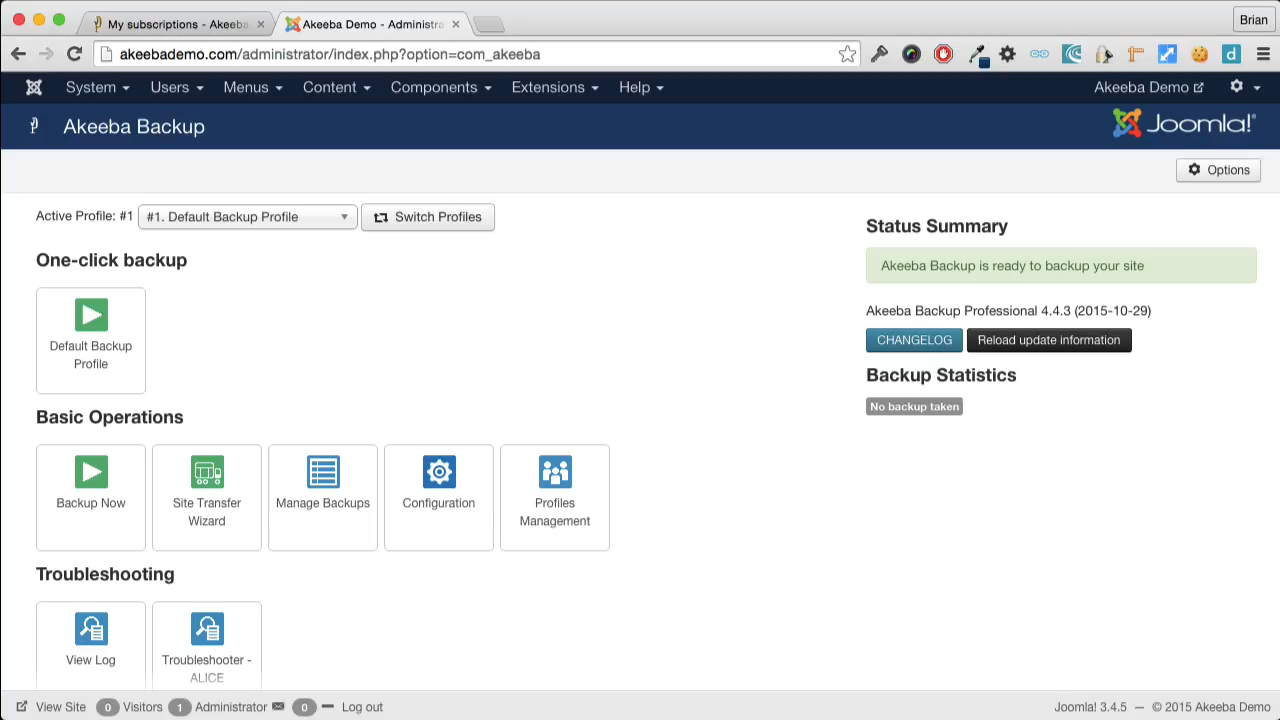 My subscriptions - Akeeba
Akeeba Demo - Administra
Brian
akeebademo.com/administrator/index.php?option=com_akeeba
System Users Menus Content Components Extensions Help Akeeba Demo
Akeeba Backup
Joomla!®
Options
Active Profile: #1 #1. Default Backup Profile Switch Profiles
One-click backup
Default Backup
Profile
Basic Operations
Backup Now
Site Transfer
Wizard
Manage Backups
Configuration
Profiles
Management
Troubleshooting
View Log
Troubleshooter -
ALICE
Status Summary
Akeeba Backup is ready to backup your site
Akeeba Backup Professional 4.4.3 (2015-10-29)
CHANGELOG Reload update information
Backup Statistics
No backup taken
View Site 0 Visitors 1 Administrator 0 Log out Joomla! 3.4.5 — © 2015 Akeeba Demo